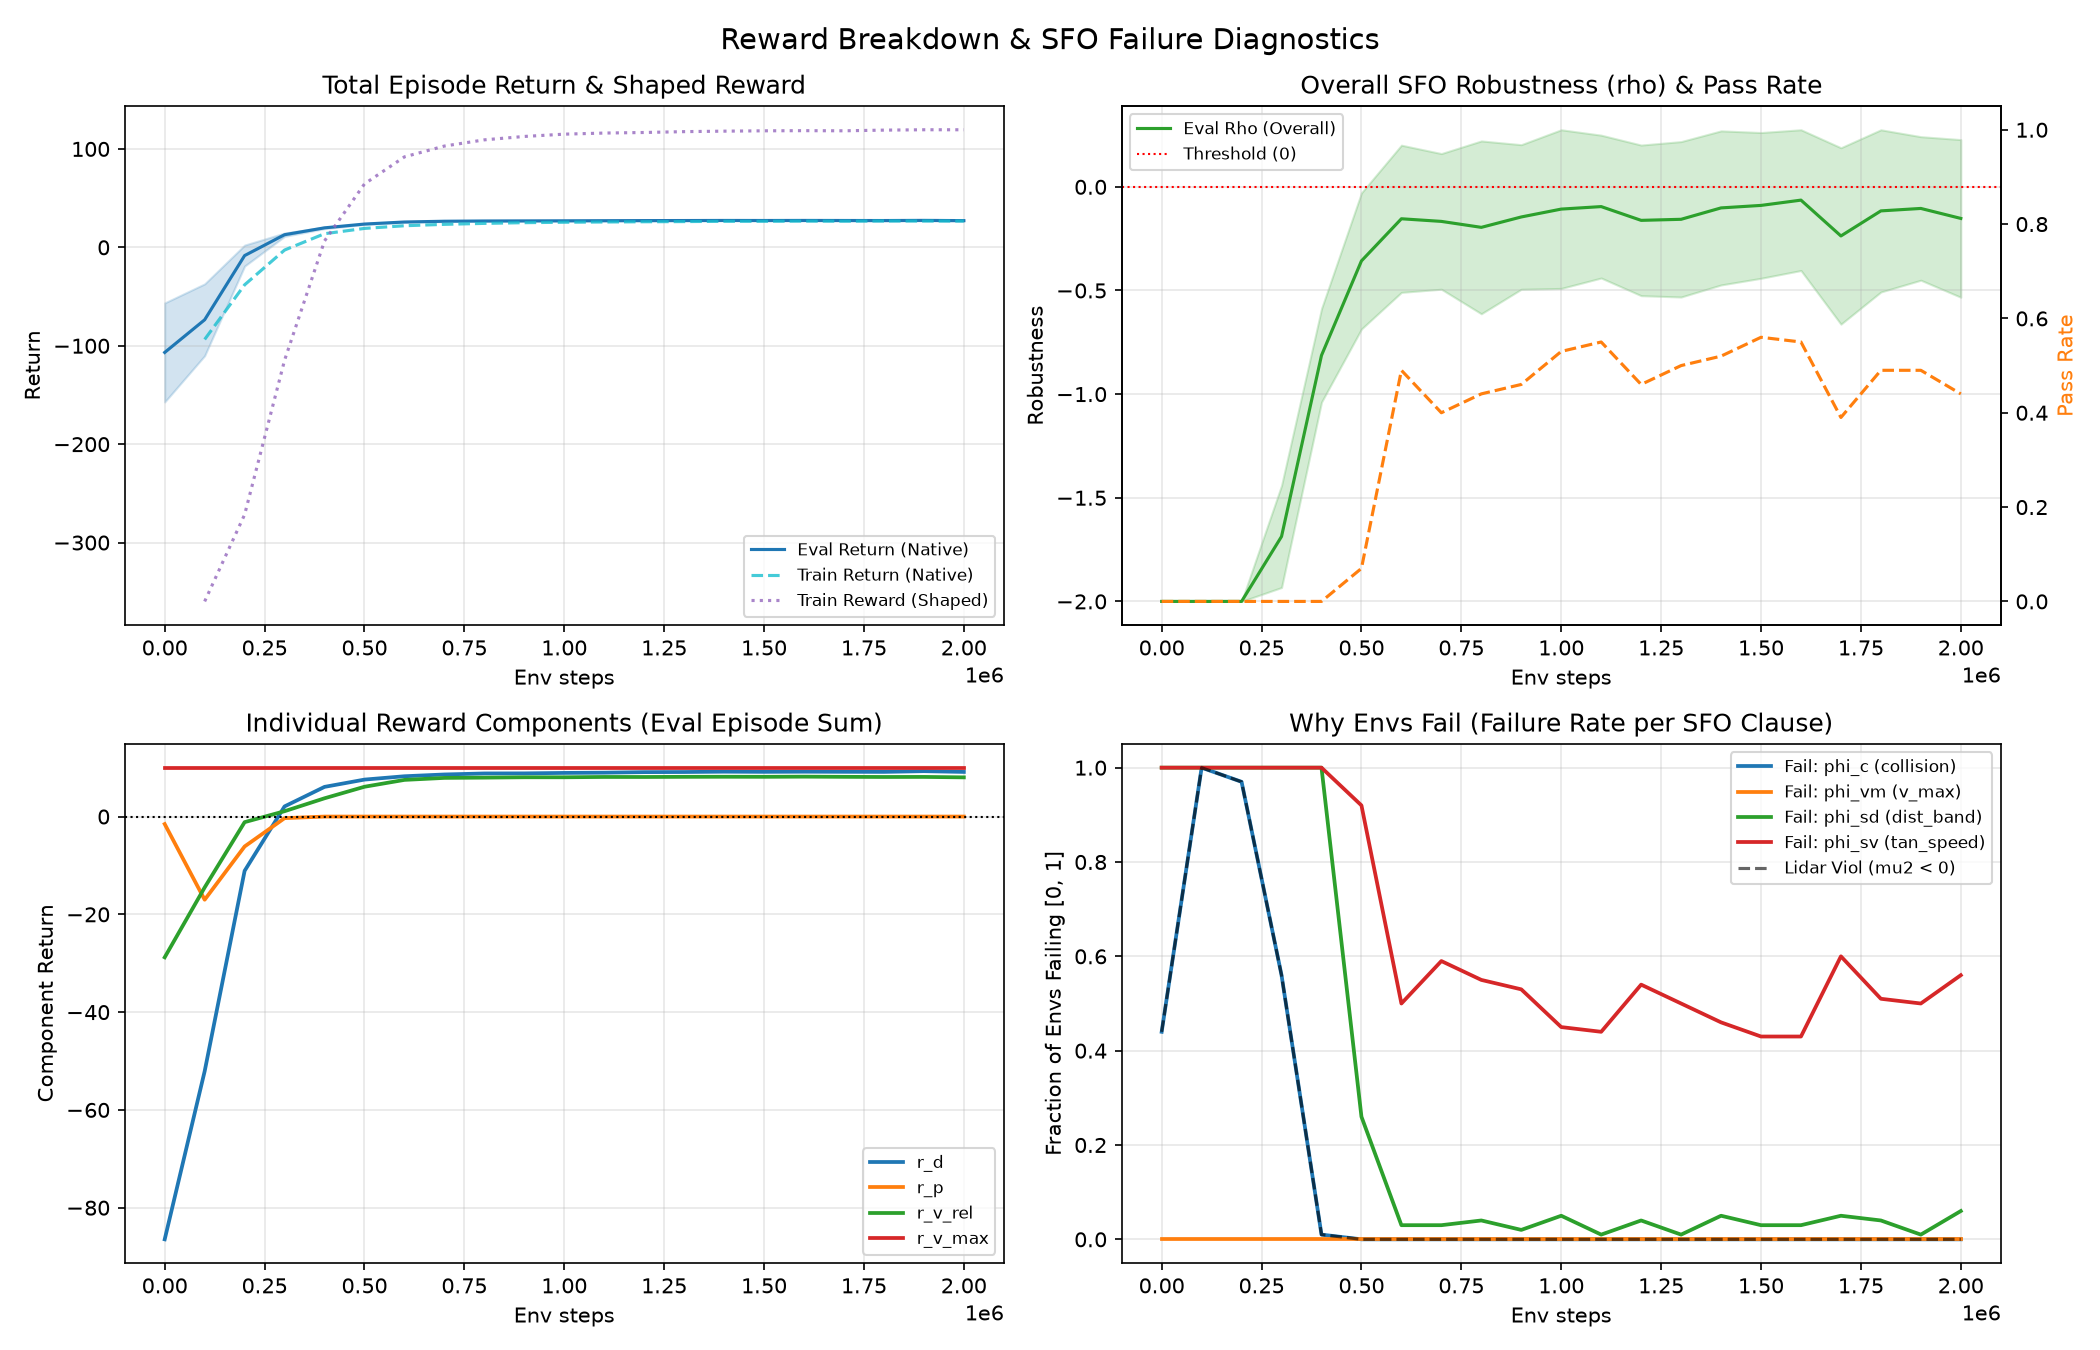 Reward Breakdown & SFO Failure Diagnostics
Total Episode Return & Shaped Reward
100
0
−100
−200
−300
Return
Eval Return (Native)
Train Return (Native)
Train Reward (Shaped)
0.00 0.25 0.50 0.75 1.00 1.25 1.50 1.75 2.00
1e6
Env steps
Overall SFO Robustness (rho) & Pass Rate
Eval Rho (Overall)
Threshold (0)
0.0
−0.5
−1.0
−1.5
−2.0
Robustness
1.0
0.8
0.6
0.4
0.2
0.0
Pass Rate
0.00 0.25 0.50 0.75 1.00 1.25 1.50 1.75 2.00
1e6
Env steps
Individual Reward Components (Eval Episode Sum)
0
−20
−40
−60
−80
Component Return
r_d
r_p
r_v_rel
r_v_max
0.00 0.25 0.50 0.75 1.00 1.25 1.50 1.75 2.00
1e6
Env steps
Why Envs Fail (Failure Rate per SFO Clause)
1.0
0.8
0.6
0.4
0.2
0.0
Fraction of Envs Failing [0, 1]
Fail: phi_c (collision)
Fail: phi_vm (v_max)
Fail: phi_sd (dist_band)
Fail: phi_sv (tan_speed)
Lidar Viol (mu2 < 0)
0.00 0.25 0.50 0.75 1.00 1.25 1.50 1.75 2.00
1e6
Env steps